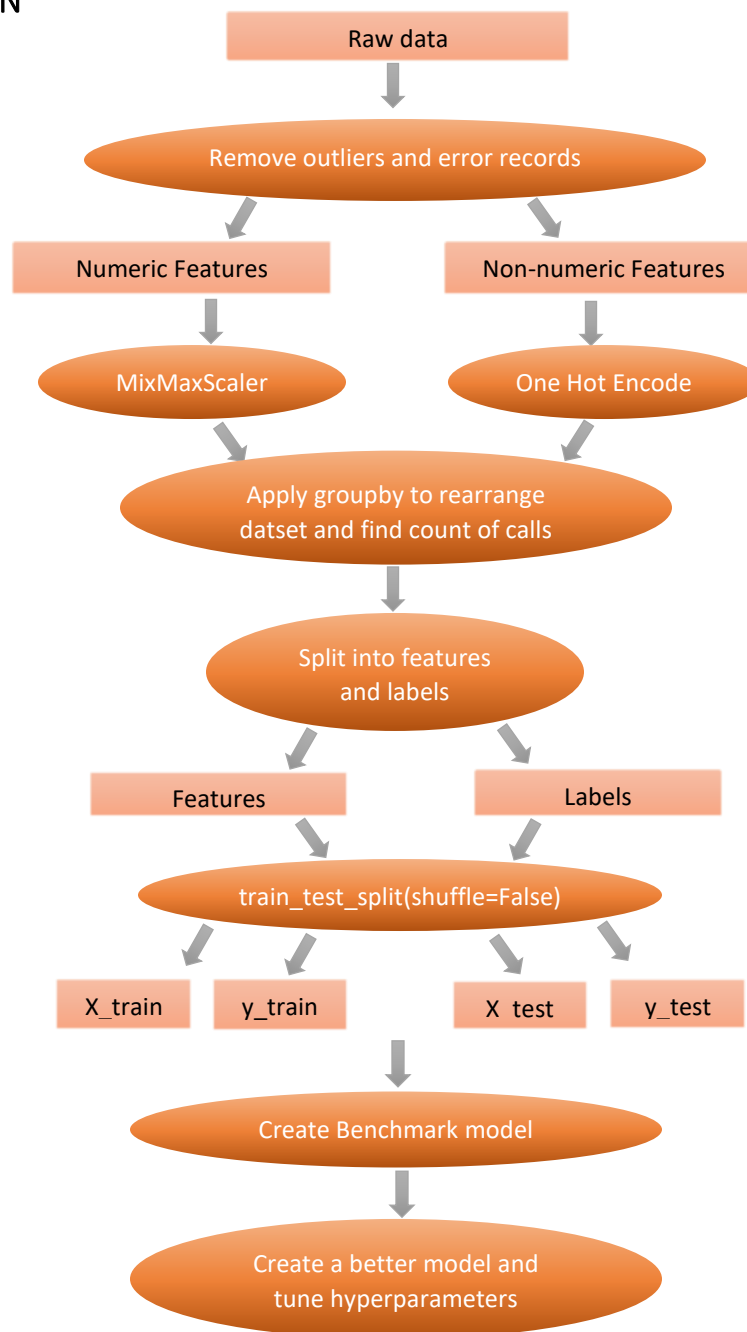 N
Raw data
Remove outliers and error records
Numeric Features
Non-numeric Features
MixMaxScaler
One Hot Encode
Apply groupby to rearrange
datset and find count of calls
Split into features
and labels
Features
Labels
train_test_split(shuffle=False)
X_train
y_train
X test
y_test
Create Benchmark model
Create a better model and
tune hyperparameters